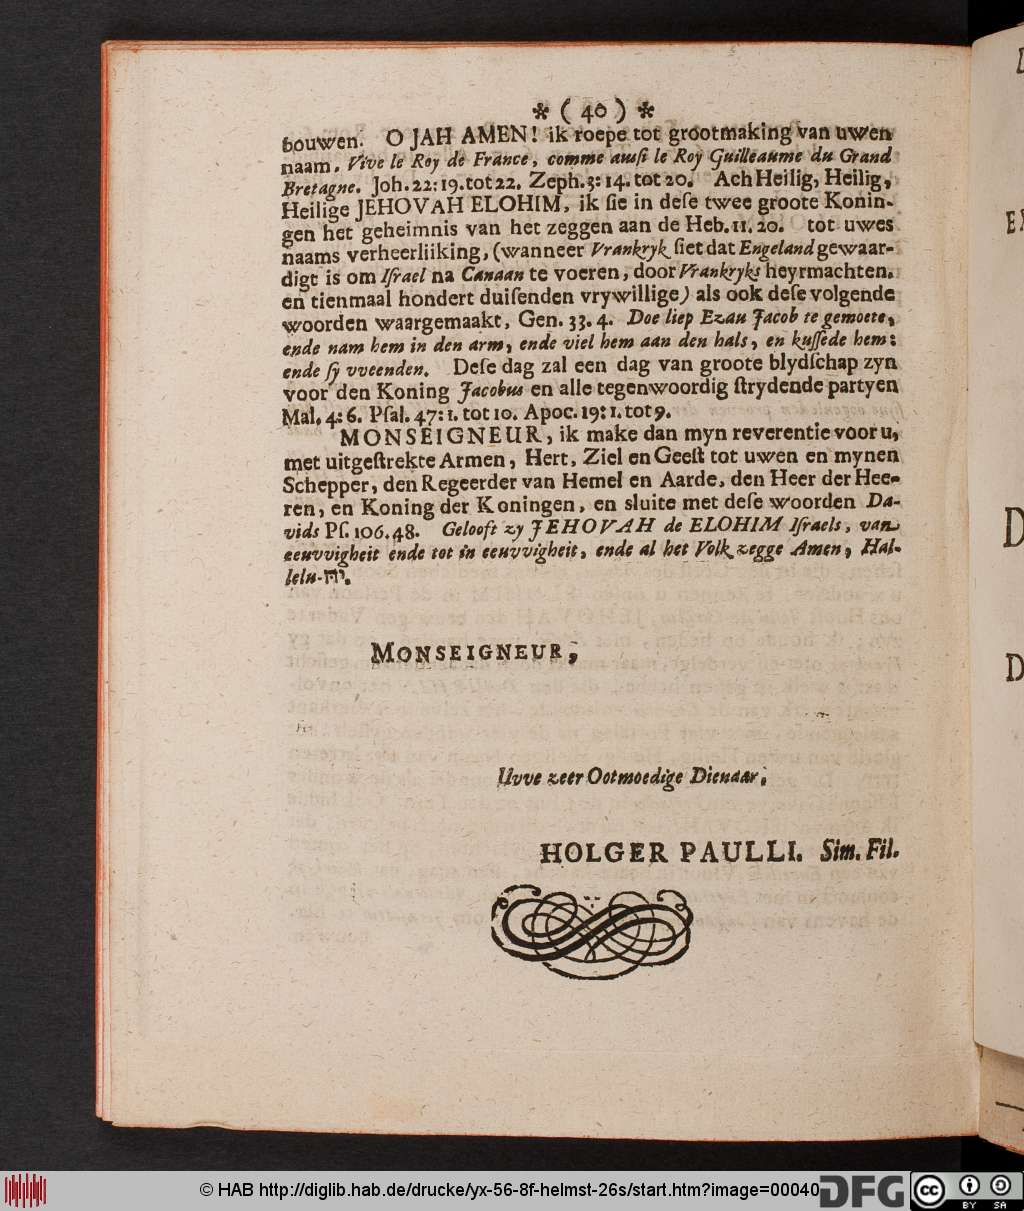 * ( 40 ) *
bouwen. O JAH AMEN! ik roepe tot grootmaking van uwen
naam, Vive le Roy de France, comme auſſi le Roy Guilleaume du Grand
Bretagne. Joh. 22: 19. tot 22. Zeph. 3: 14. tot 20. Ach Heilig, Heilig,
Heilige JEHOVAH ELOHIM, ik ſie in deſe twee groote Konin-
gen het geheimnis van het zeggen aan de Heb. 11. 20. tot uwes
naams verheerliiking, (wanneer Vrankryk ſiet dat Engeland gewaar-
digt is om Iſrael na Canaan te voeren, door Vrankryks heyrmachten.
en tienmaal hondert duiſenden vrywillige) als ook deſe volgende
woorden waargemaakt, Gen. 33. 4. Doe liep Ezau Jacob te gemoete,
ende nam hem in den arm, ende viel hem aan den hals, en kuſſede hem:
ende ſy vveenden. Deſe dag zal een dag van groote blydſchap zyn
voor den Koning Jacobus en alle tegenwoordig ſtrydende partyen
Mal. 4: 6. Pſal. 47: 1. tot 10. Apoc. 19: 1. tot 9.
MONSEIGNEUR, ik make dan myn reverentie voor u,
met uitgeſtrekte Armen, Hert, Ziel en Geeſt tot uwen en mynen
Schepper, den Regeerder van Hemel en Aarde, den Heer der Hee-
ren, en Koning der Koningen, en sluite met deſe woorden Da-
vids Pſ. 106. 48. Gelooft zy JEHOVAH de ELOHIM Iſraels, van
eeuvvigheit ende tot in eeuvvigheit, ende al het Volk zegge Amen, Hal-
lelu-יה.
MONSEIGNEUR,
Uvve zeer Ootmoedige Dienaar,
HOLGER PAULLI. Sim. Fil.
© HAB http://diglib.hab.de/drucke/yx-56-8f-helmst-26s/start.htm?image=00040
DFG
cc BY SA